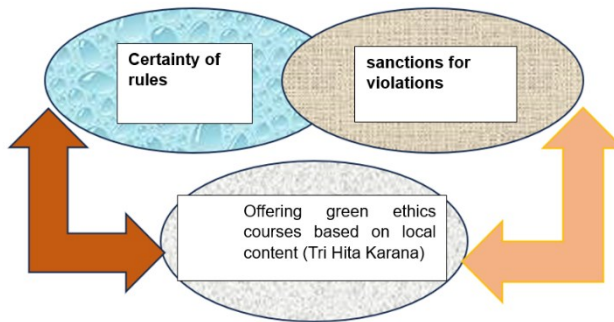 Certainty of
rules
sanctions for
violations
Offering green ethics
courses based on local
content (Tri Hita Karana)